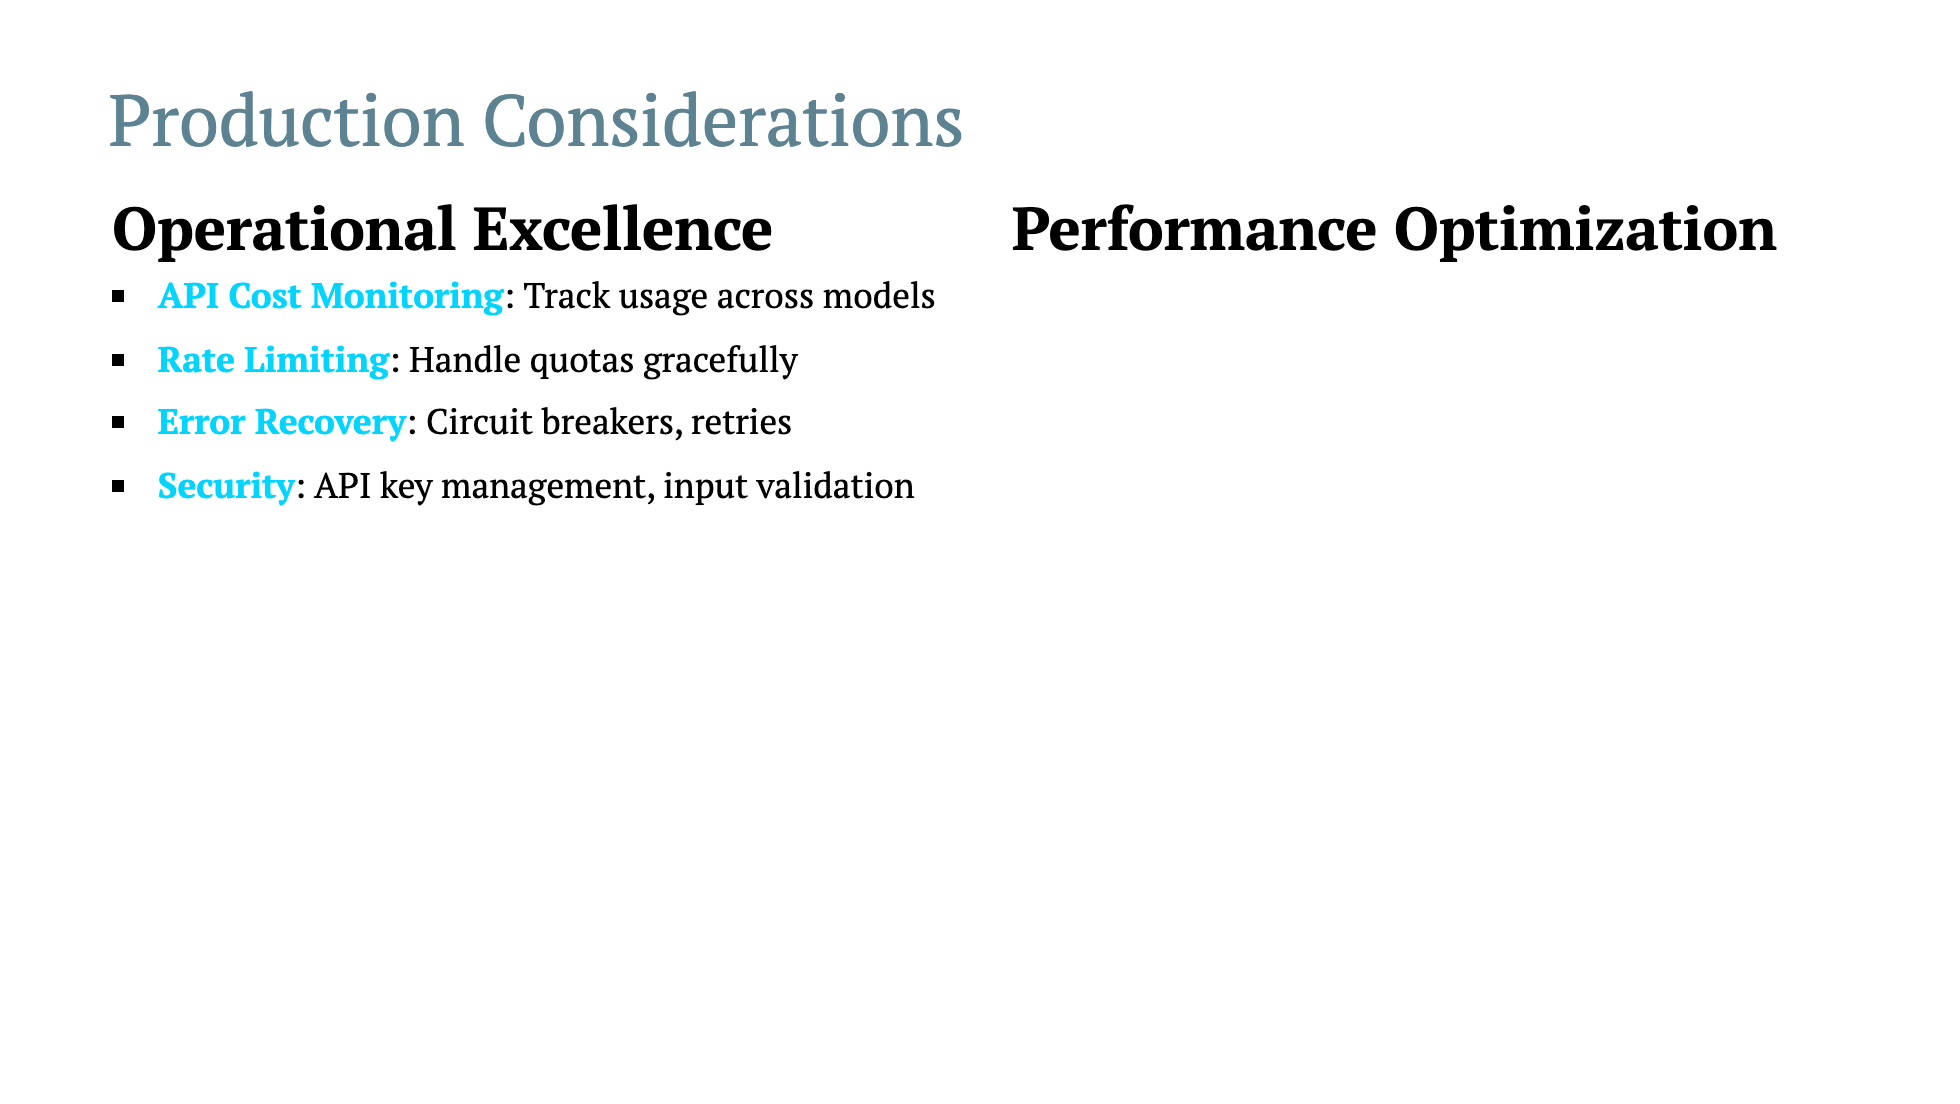 Production Considerations
Operational Excellence
▪ API Cost Monitoring: Track usage across models
▪ Rate Limiting: Handle quotas gracefully
▪ Error Recovery: Circuit breakers, retries
▪ Security: API key management, input validation
Performance Optimization